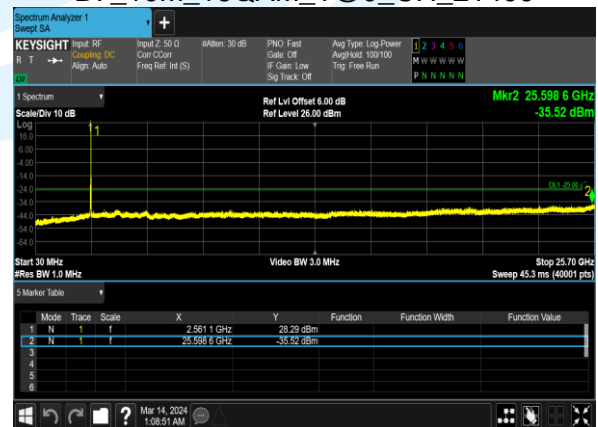 Spectrum Analyzer 1
Swept SA
+
KEYSIGHT
R T
LXI
Input: RF
Coupling: DC
Align: Auto
Input Z: 50 Ω
Corr CCorr
Freq Ref: Int (S)
#Atten: 30 dB
PNO: Fast
Gate: Off
IF Gain: Low
Sig Track: Off
Avg Type: Log-Power
Avg|Hold: 100/100
Trig: Free Run
1 2 3 4 5 6
M W W W W W
P N N N N N
1 Spectrum
Scale/Div 10 dB
Ref Lvl Offset 6.00 dB
Ref Level 26.00 dBm
Mkr2 25.598 6 GHz
-35.52 dBm
Log
16.0
6.00
-4.00
-14.0
-24.0
-34.0
-44.0
-54.0
-64.0
1
2
Start 30 MHz
#Res BW 1.0 MHz
Video BW 3.0 MHz
Stop 25.70 GHz
Sweep 45.3 ms (40001 pts)
5 Marker Table
Mode Trace Scale X Y Function Function Width Function Value
1 N 1 f 2.561 1 GHz 28.29 dBm
2 N 1 f 25.598 6 GHz -35.52 dBm
3
4
5
6
?
Mar 14, 2024
1:08:51 AM